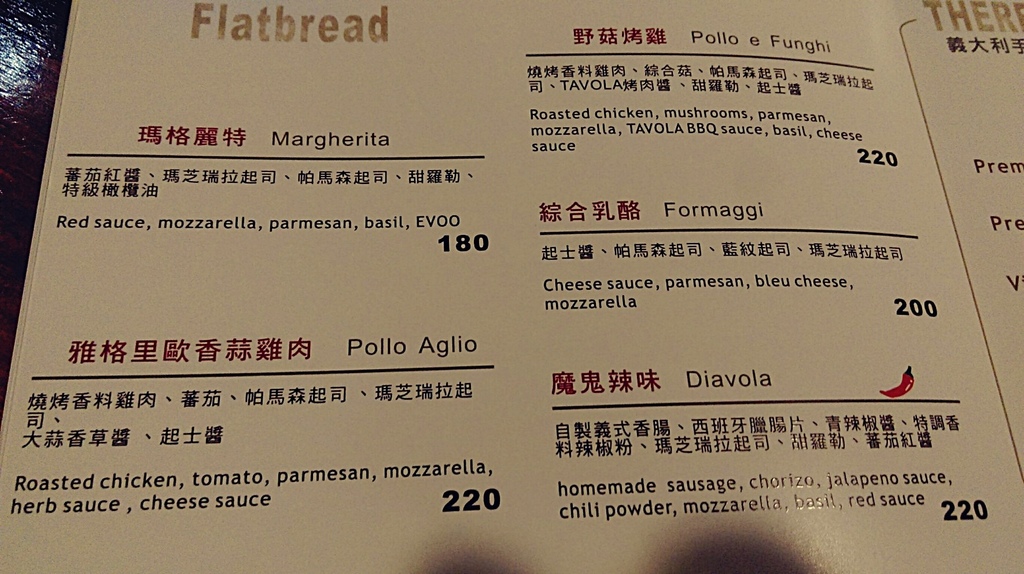 Flatbread
瑪格麗特 Margherita
蕃茄紅醬、瑪芝瑞拉起司、帕馬森起司、甜羅勒、
特級橄欖油
Red sauce, mozzarella, parmesan, basil, EVOO
180
雅格里歐香蒜雞肉 Pollo Aglio
燒烤香料雞肉、蕃茄、帕馬森起司、瑪芝瑞拉起
司、
大蒜香草醬、起士醬
Roasted chicken, tomato, parmesan, mozzarella,
herb sauce , cheese sauce
220
野菇烤雞 Pollo e Funghi
燒烤香料雞肉、綜合菇、帕馬森起司、瑪芝瑞拉起
司、TAVOLA烤肉醬、甜羅勒、起士醬
Roasted chicken, mushrooms, parmesan,
mozzarella, TAVOLA BBQ sauce, basil, cheese
sauce
220
綜合乳酪 Formaggi
起士醬、帕馬森起司、藍紋起司、瑪芝瑞拉起司
Cheese sauce, parmesan, bleu cheese,
mozzarella
200
魔鬼辣味 Diavola
自製義式香腸、西班牙臘腸片、青辣椒醬、特調香
料辣椒粉、瑪芝瑞拉起司、甜羅勒、蕃茄紅醬
homemade sausage, chorizo, jalapeno sauce,
chili powder, mozzarella, basil, red sauce
220
THERE
義大利手
Prem
Pre